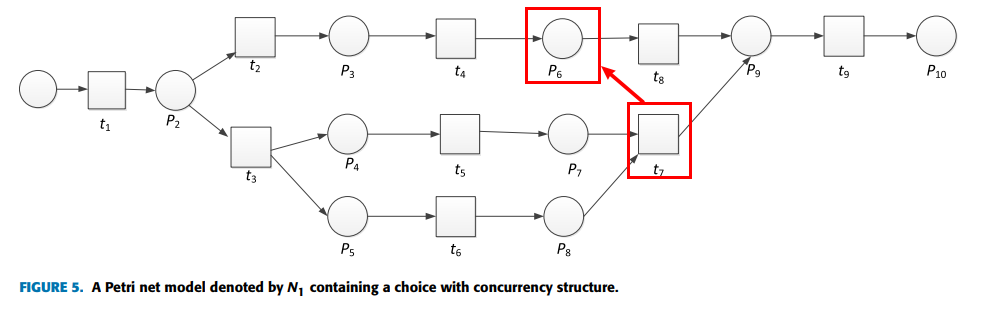 t2
P3
t4
P6
t8
P9
t9
P10
t1
P2
t3
P4
t5
P7
t7
P5
t6
P8
FIGURE 5. A Petri net model denoted by N1 containing a choice with concurrency structure.